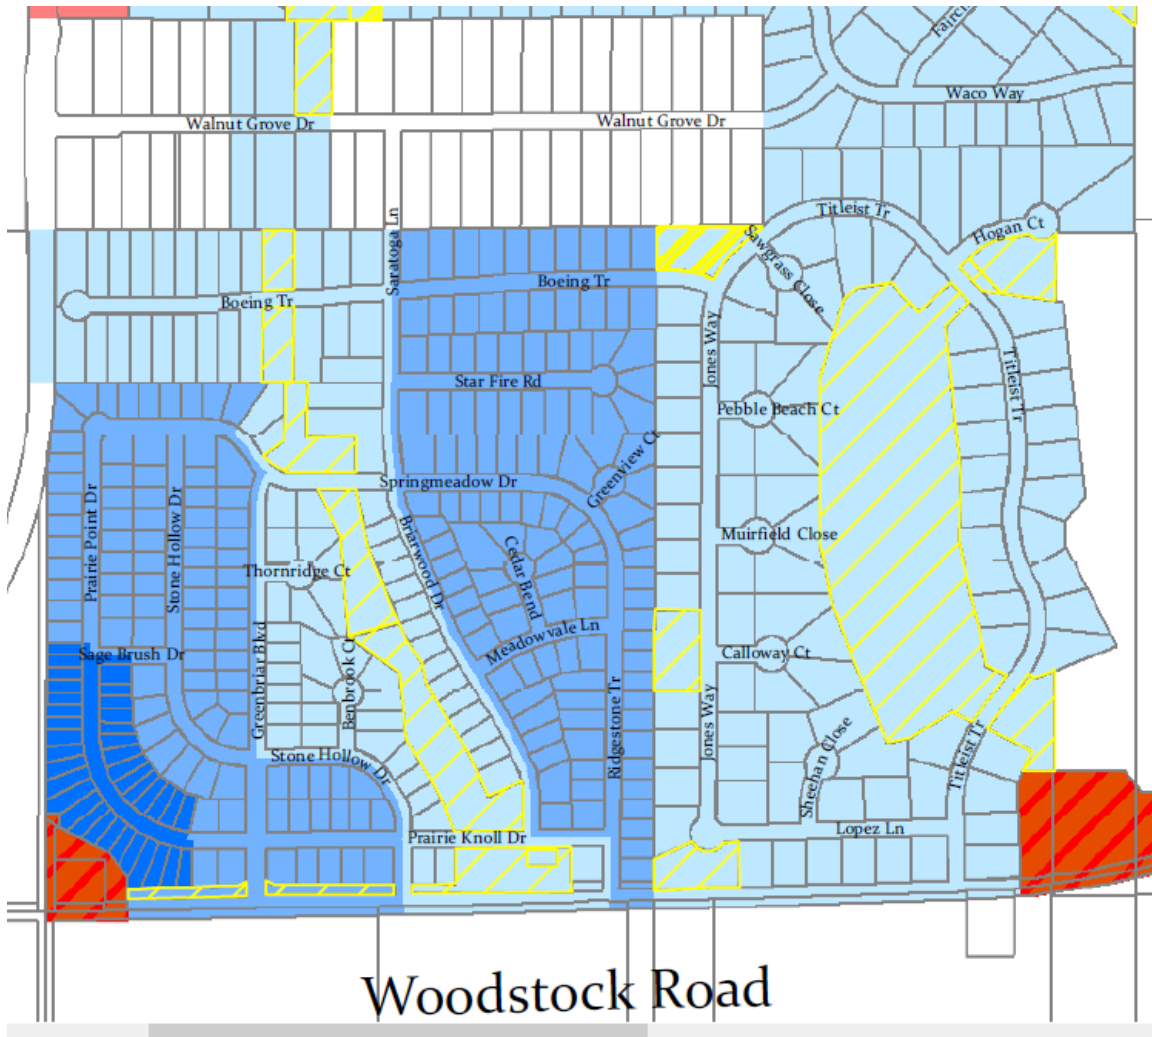 Fairc
Waco Way
Walnut Grove Dr
Walnut Grove Dr
Titleist Tr
Hogan Ct
Saratoga Ln
Sawgrass Close
Boeing Tr
Boeing Tr
Jones Way
Titleist Tr
Star Fire Rd
Pebble Beach Ct
Greenview Ct
Springmeadow Dr
Prairie Point Dr
Stone Hollow Dr
Briarwood Dr
Cedar Bend
Muirfield Close
Thornridge Ct
Meadowvale Ln
Sage Brush Dr
Greenbriar Blvd
Benbrook Ct
Calloway Ct
Ridgestone Tr
Jones Way
Sheehan Close
Titleist Tr
Stone Hollow Dr
Prairie Knoll Dr
Lopez Ln
Woodstock Road